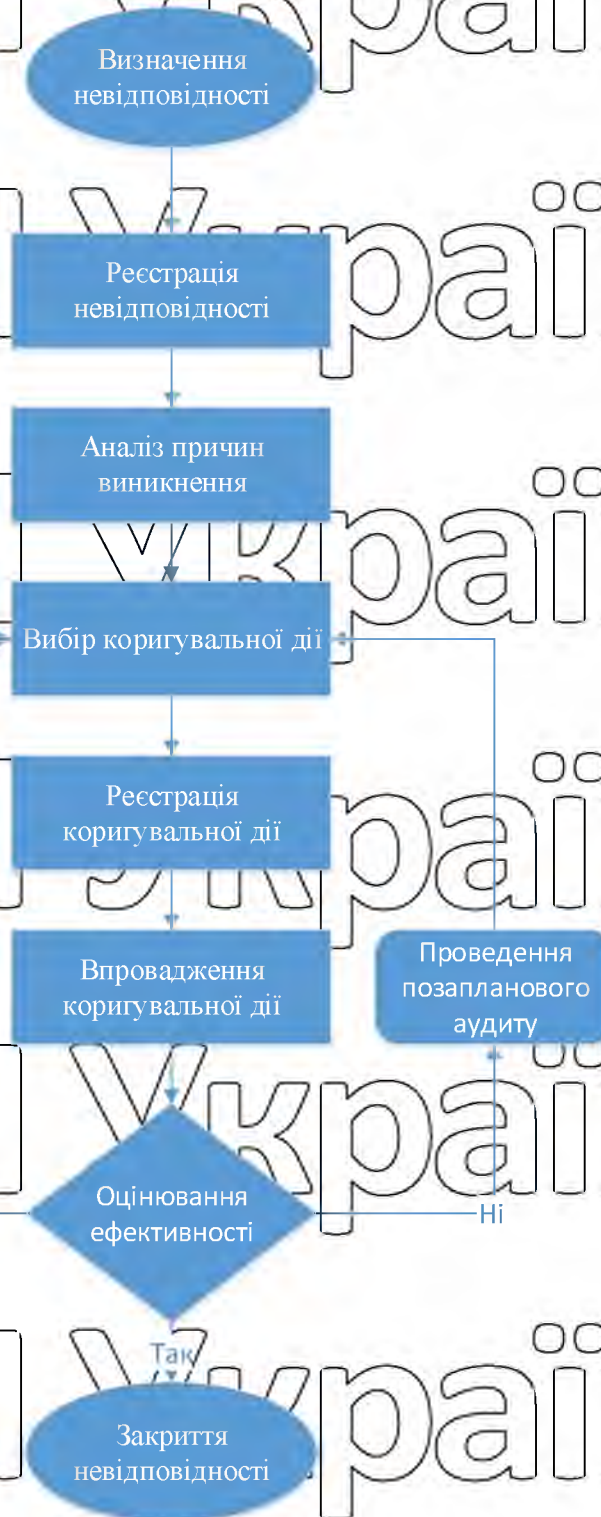 Визначення
невідповідності
Реєстрація
невідповідності
Аналіз причин
виникнення
Вибір коригувальної дії
Реєстрація
коригувальної дії
Впровадження
коригувальної дії
Проведення
позапланового
аудиту
Оцінювання
ефективності
Ні
Так
Закриття
невідповідності